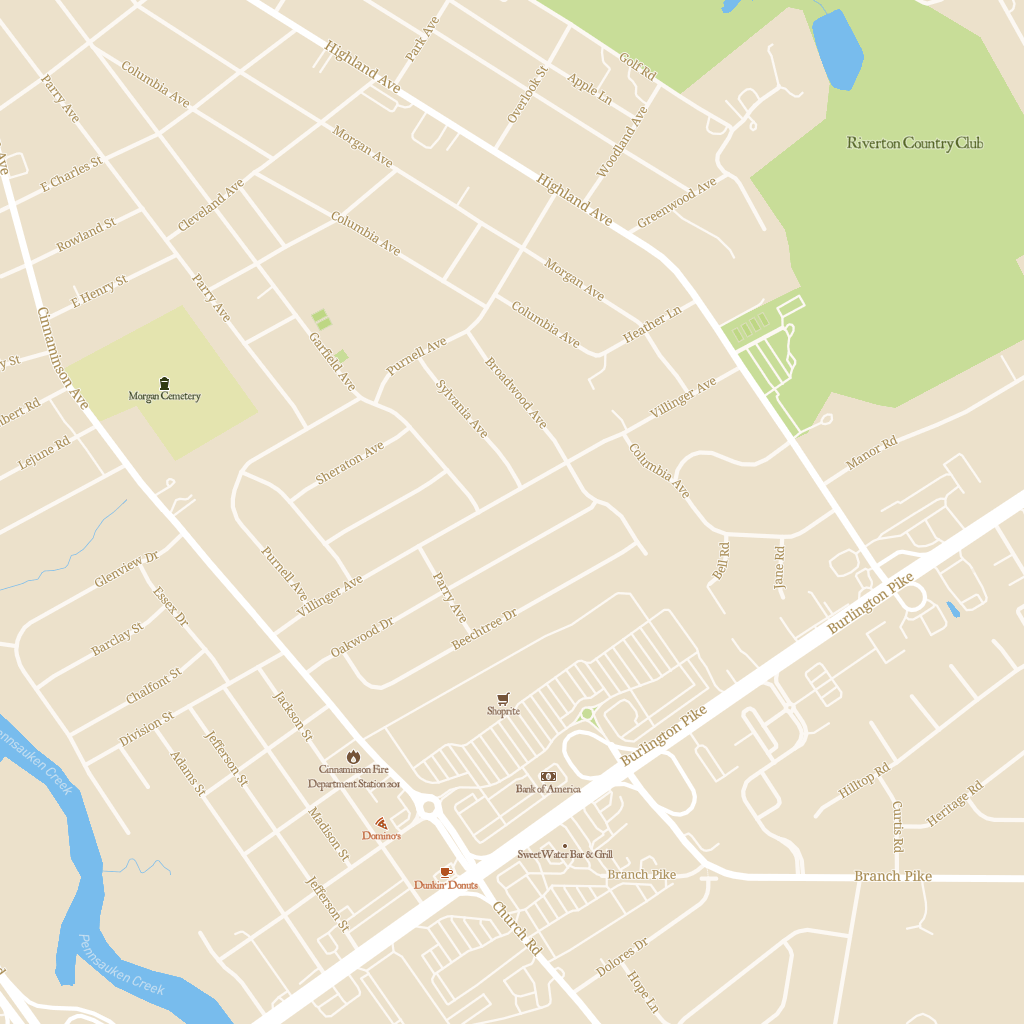 Park Ave
Highland Ave
Golf Rd
Columbia Ave
Parry Ave
Overlook St
Apple Ln
Morgan Ave
Woodland Ave
Riverton Country Club
E Charles St
Cleveland Ave
Highland Ave
Greenwood Ave
Rowland St
Columbia Ave
E Henry St
Parry Ave
Morgan Ave
Cinnaminson Ave
Columbia Ave
Heather Ln
Garfield Ave
Purnell Ave
Morgan Cemetery
Sylvania Ave
Broadwood Ave
Villinger Ave
Lejune Rd
Sheraton Ave
Columbia Ave
Manor Rd
Glenview Dr
Purnell Ave
Villinger Ave
Parry Ave
Bell Rd
Jane Rd
Essex Dr
Barclay St
Oakwood Dr
Beechtree Dr
Burlington Pike
Chalfont St
Jackson St
Shoprite
Division St
Burlington Pike
Pennsauken Creek
Jefferson St
Adams St
Cinnaminson Fire
Department Station 201
Bank of America
Hilltop Rd
Heritage Rd
Madison St
Domino's
Curtis Rd
SweetWater Bar & Grill
Branch Pike
Branch Pike
Dunkin' Donuts
Jefferson St
Church Rd
Pennsauken Creek
Dolores Dr
Hope Ln